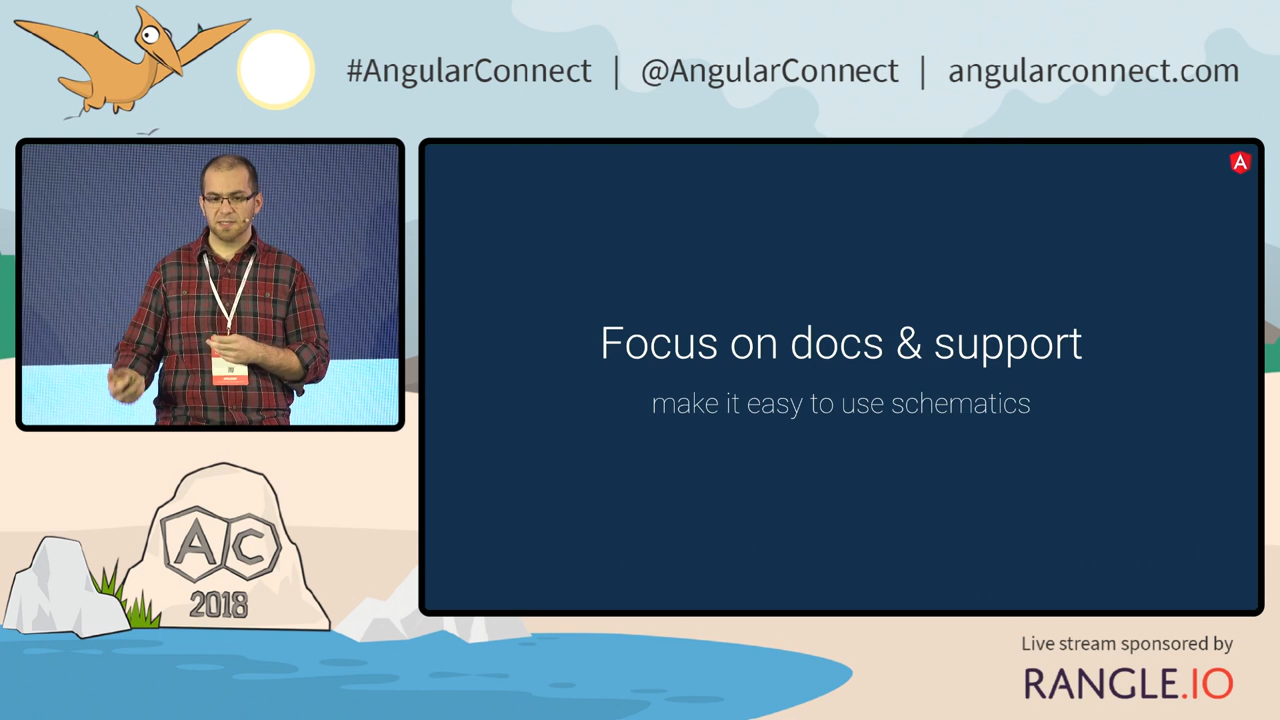 #AngularConnect | @AngularConnect | angularconnect.com
A
Focus on docs & support
make it easy to use schematics
AC
2018
Live stream sponsored by
RANGLE.IO